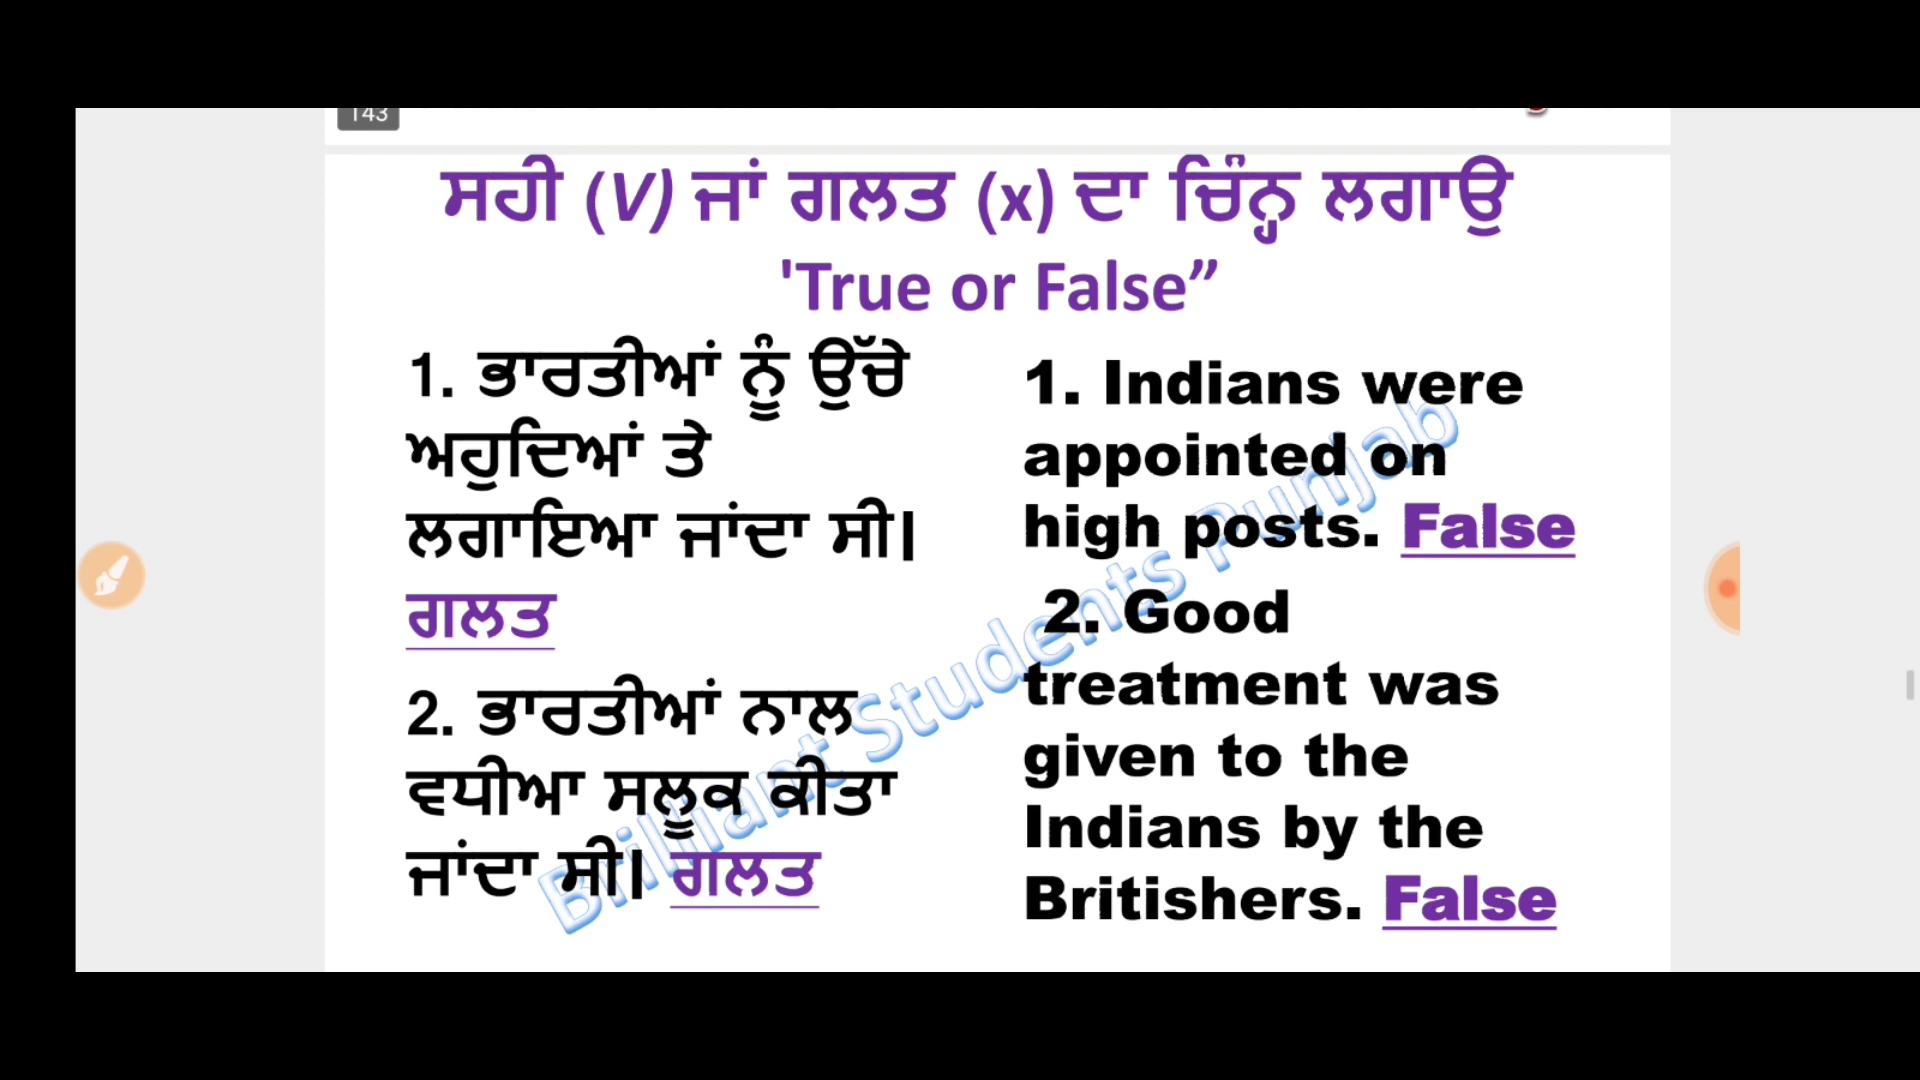 143
ਸਹੀ (V) ਜਾਂ ਗਲਤ (x) ਦਾ ਚਿੰਨ੍ਹ ਲਗਾਉ
'True or False”
1. ਭਾਰਤੀਆਂ ਨੂੰ ਉੱਚੇ
ਅਹੁਦਿਆਂ ਤੇ
ਲਗਾਇਆ ਜਾਂਦਾ ਸੀ।
ਗਲਤ
2. ਭਾਰਤੀਆਂ ਨਾਲ
ਵਧੀਆ ਸਲੂਕ ਕੀਤਾ
ਜਾਂਦਾ ਸੀ। ਗਲਤ
1. Indians were
appointed on
high posts. False
2. Good
treatment was
given to the
Indians by the
Britishers. False
Brilliant Students Punjab